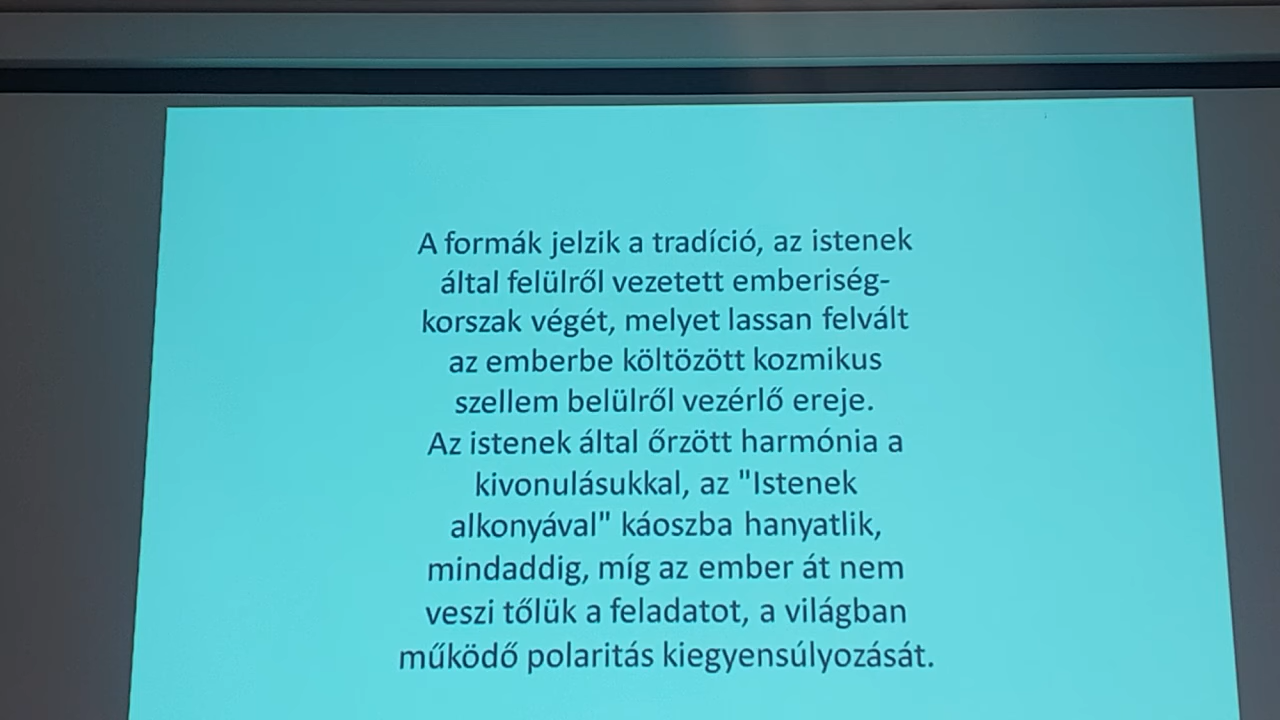 A formák jelzik a tradíció, az istenek
által felülről vezetett emberiség-
korszak végét, melyet lassan felvált
az emberbe költözött kozmikus
szellem belülről vezérlő ereje.
Az istenek által őrzött harmónia a
kivonulásukkal, az "Istenek
alkonyával" káoszba hanyatlik,
mindaddig, míg az ember át nem
veszi tőlük a feladatot, a világban
működő polaritás kiegyensúlyozását.